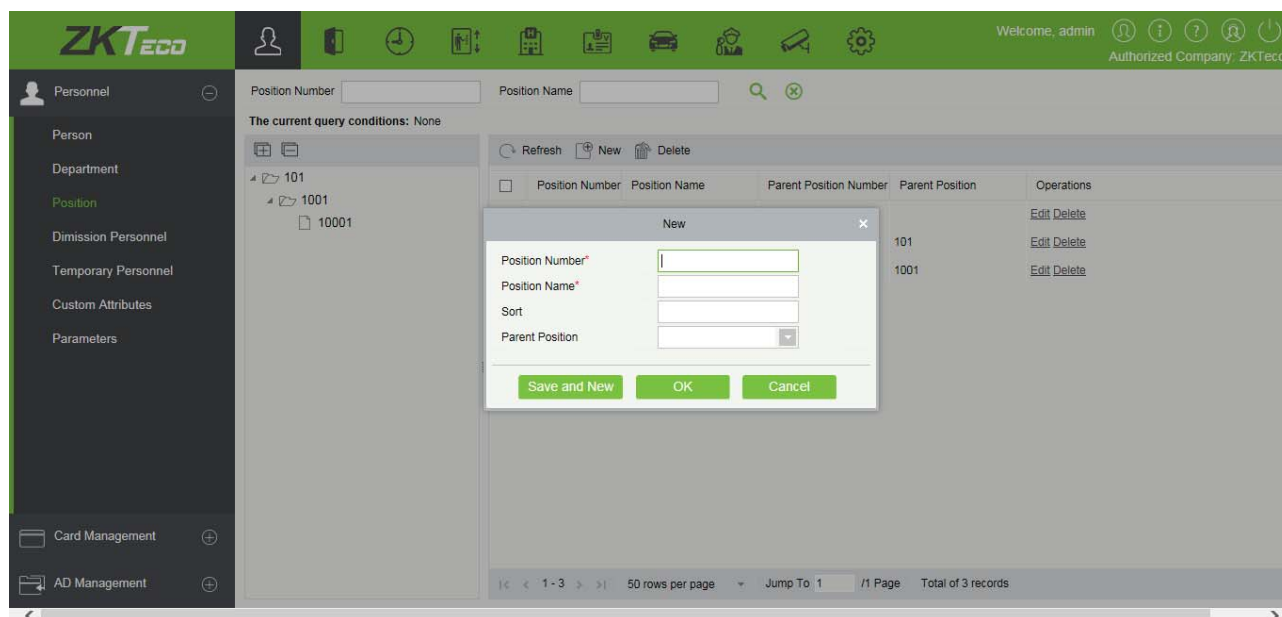 ZKTeco
Welcome, admin
Authorized Company: ZKTeco
Personnel
Person
Department
Position
Dimission Personnel
Temporary Personnel
Custom Attributes
Parameters
Card Management
AD Management
Position Number
Position Name
The current query conditions: None
101
1001
10001
Refresh New Delete
Position Number Position Name Parent Position Number Parent Position Operations
Edit Delete
101 Edit Delete
1001 Edit Delete
New
Position Number*
Position Name*
Sort
Parent Position
Save and New OK Cancel
1-3 50 rows per page Jump To 1 /1 Page Total of 3 records